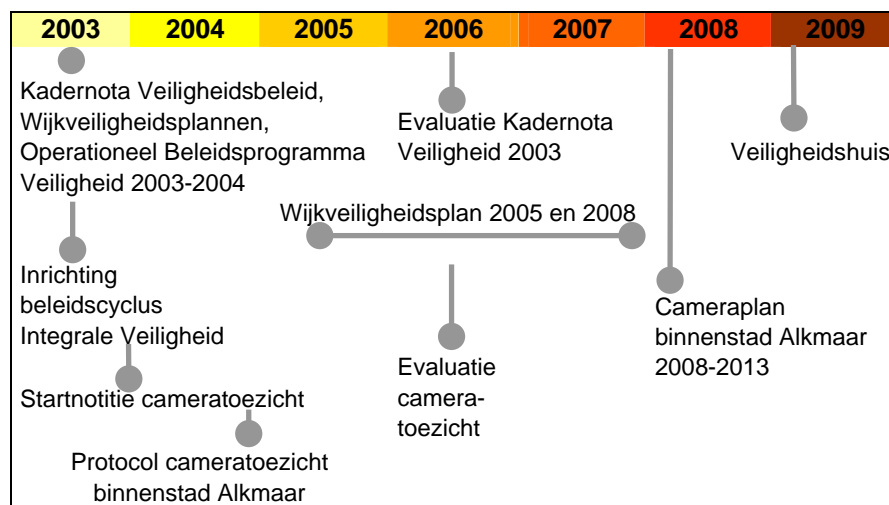 2003 2004 2005 2006 2007 2008 2009
Kadernota Veiligheidsbeleid,
Wijkveiligheidsplannen,
Operationeel Beleidsprogramma
Veiligheid 2003-2004
Evaluatie Kadernota
Veiligheid 2003
Veiligheidshuis
Wijkveiligheidsplan 2005 en 2008
Inrichting
beleidscyclus
Integrale Veiligheid
Cameraplan
binnenstad Alkmaar
2008-2013
Evaluatie
camera-
toezicht
Startnotitie cameratoezicht
Protocol cameratoezicht
binnenstad Alkmaar